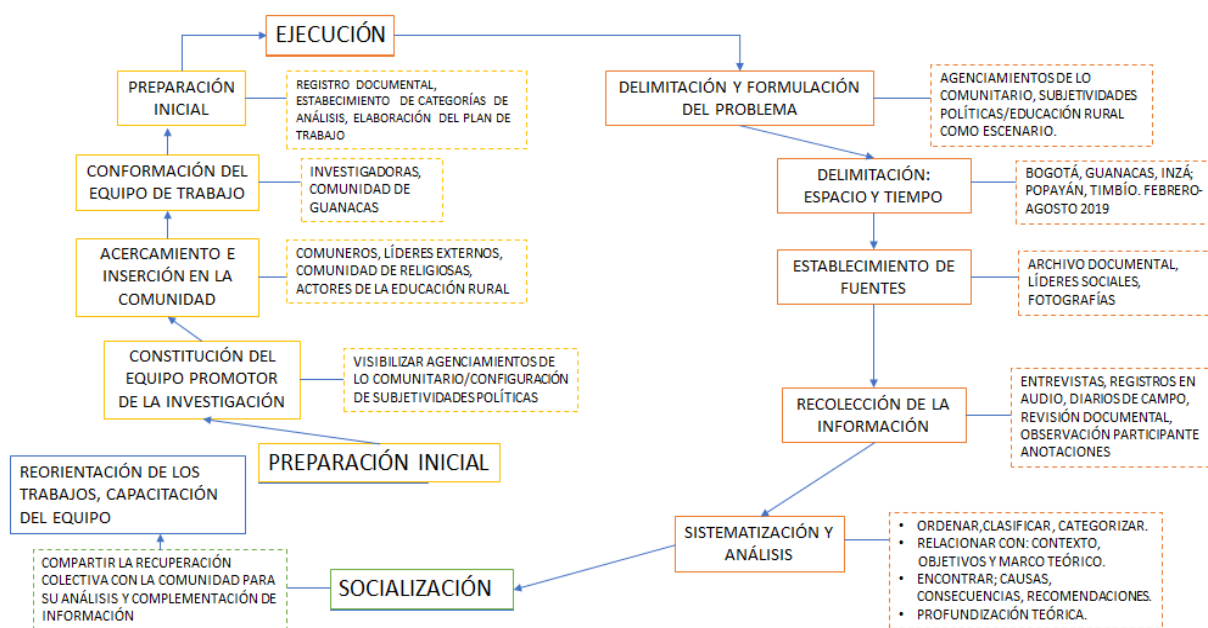 EJECUCIÓN
PREPARACIÓN
INICIAL
REGISTRO DOCUMENTAL,
ESTABECIMIENTO DE CATEGORÍAS DE
ANÁLISIS, ELABORACIÓN DEL PLAN DE
TRABAJO
CONFORMACIÓN DEL
EQUIPO DE TRABAJO
INVESTIGADORAS,
COMUNIDAD DE
GUANACAS
ACERCAMIENTO E
INSERCIÓN EN LA
COMUNIDAD
COMUNEROS, LÍDERES EXTERNOS,
COMUNIDAD DE RELIGIOSAS,
ACTORES DE LA EDUCACIÓN RURAL
CONSTITUCIÓN DEL
EQUIPO PROMOTOR
DE LA INVESTIGACIÓN
VISIBILIZAR AGENCIAMIENTOS DE
LO COMUNITARIO/CONFIGURACIÓN
DE SUBJETIVIDADES POLÍTICAS
PREPARACIÓN INICIAL
DELIMITACIÓN Y FORMULACIÓN
DEL PROBLEMA
AGENCIAMIENTOS DE LO
COMUNITARIO, SUBJETIVIDADES
POLÍTICAS/EDUCACIÓN RURAL
COMO ESCENARIO.
DELIMITACIÓN:
ESPACIO Y TIEMPO
BOGOTÁ, GUANACAS, INZÁ;
POPAYÁN, TIMBÍO. FEBRERO-
AGOSTO 2019
ESTABLECIMIENTO DE
FUENTES
ARCHIVO DOCUMENTAL,
LÍDERES SOCIALES,
FOTOGRAFÍAS
RECOLECCIÓN DE LA
INFORMACIÓN
ENTREVISTAS, REGISTROS EN
AUDIO, DIARIOS DE CAMPO,
REVISIÓN DOCUMENTAL,
OBSERVACIÓN PARTICIPANTE
ANOTACIONES
SISTEMATIZACIÓN Y
ANÁLISIS
• ORDENAR,CLASIFICAR, CATEGORIZAR.
• RELACIONAR CON: CONTEXTO,
OBJETIVOS Y MARCO TEÓRICO.
• ENCONTRAR; CAUSAS,
CONSECUENCIAS, RECOMENDACIONES.
• PROFUNDIZACIÓN TEÓRICA.
SOCIALIZACIÓN
COMPARTIR LA RECUPERACIÓN
COLECTIVA CON LA COMUNIDAD PARA
SU ANÁLISIS Y COMPLEMENTACIÓN DE
INFORMACIÓN
REORIENTACIÓN DE LOS
TRABAJOS, CAPACITACIÓN
DEL EQUIPO